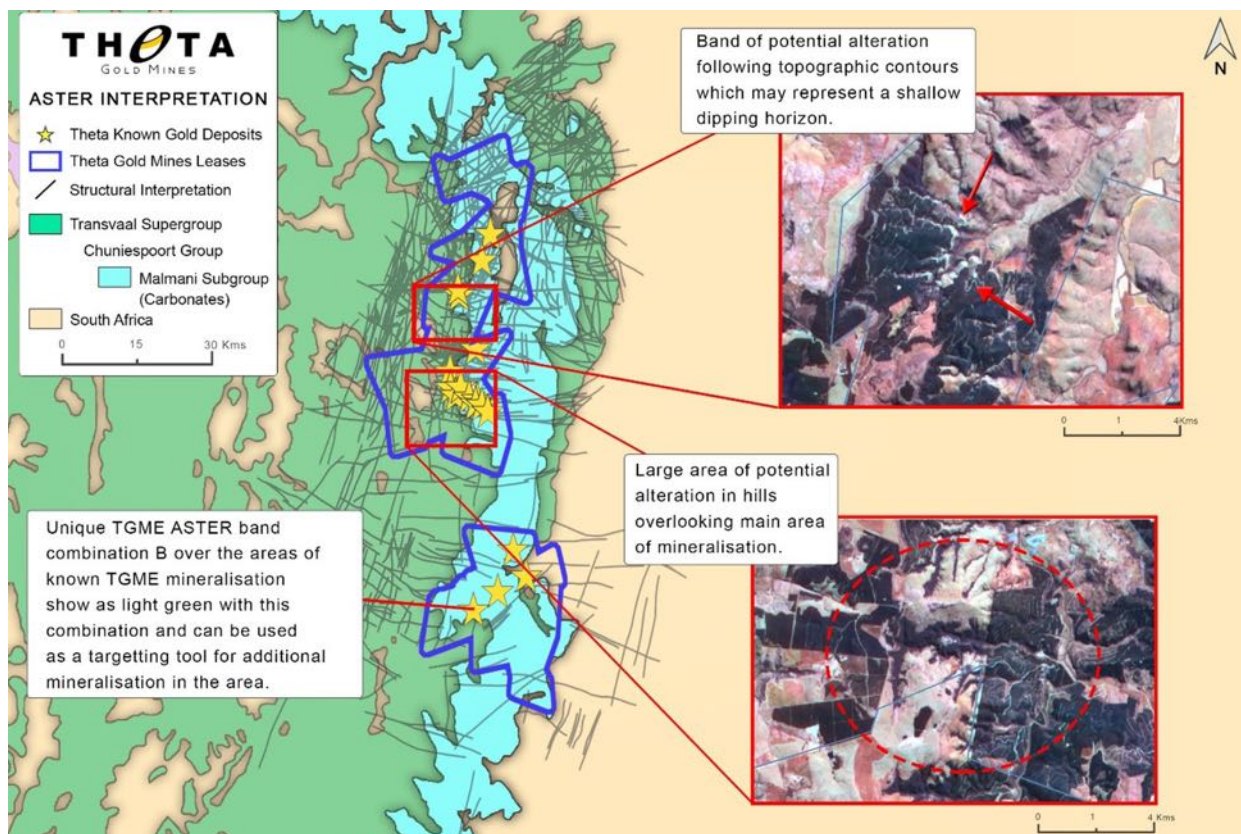 THETA
GOLD MINES
ASTER INTERPRETATION
Theta Known Gold Deposits
Theta Gold Mines Leases
Structural Interpretation
Transvaal Supergroup
Chuniespoort Group
Malmani Subgroup
(Carbonates)
South Africa
0 15 30 Kms
Band of potential alteration
following topographic contours
which may represent a shallow
dipping horizon.
N
0 1 4Kms
Large area of potential
alteration in hills
overlooking main area
of mineralisation.
Unique TGME ASTER band
combination B over the areas of
known TGME mineralisation
show as light green with this
combination and can be used
as a targetting tool for additional
mineralisation in the area.
0 1 4 Kms